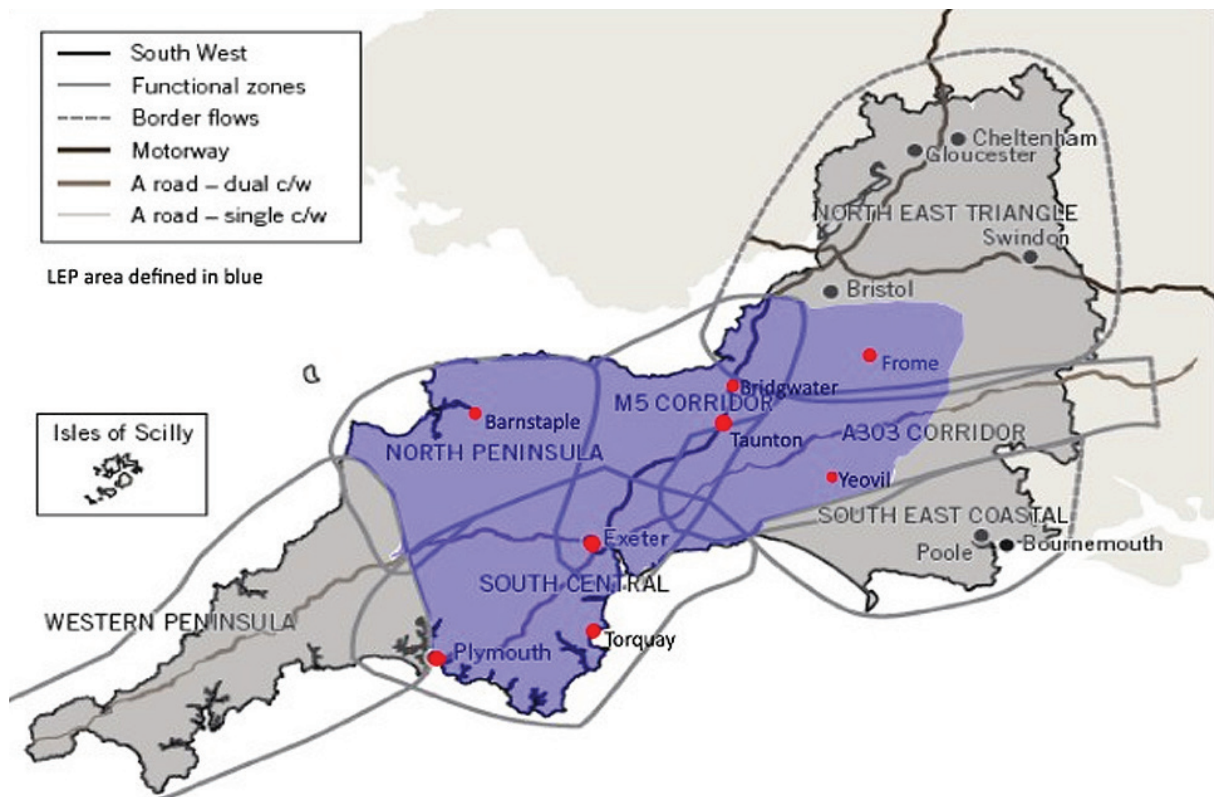 South West
Functional zones
Border flows
Motorway
A road – dual c/w
A road – single c/w
LEP area defined in blue
Cheltenham
Gloucester
NORTH EAST TRIANGLE
Swindon
Bristol
Frome
Bridgwater
M5 CORRIDOR
Barnstaple
Taunton
A303 CORRIDOR
Isles of Scilly
NORTH PENINSULA
Yeovil
SOUTH EAST COASTAL
Exeter
Poole
Bournemouth
SOUTH CENTRAL
WESTERN PENINSULA
Torquay
Plymouth